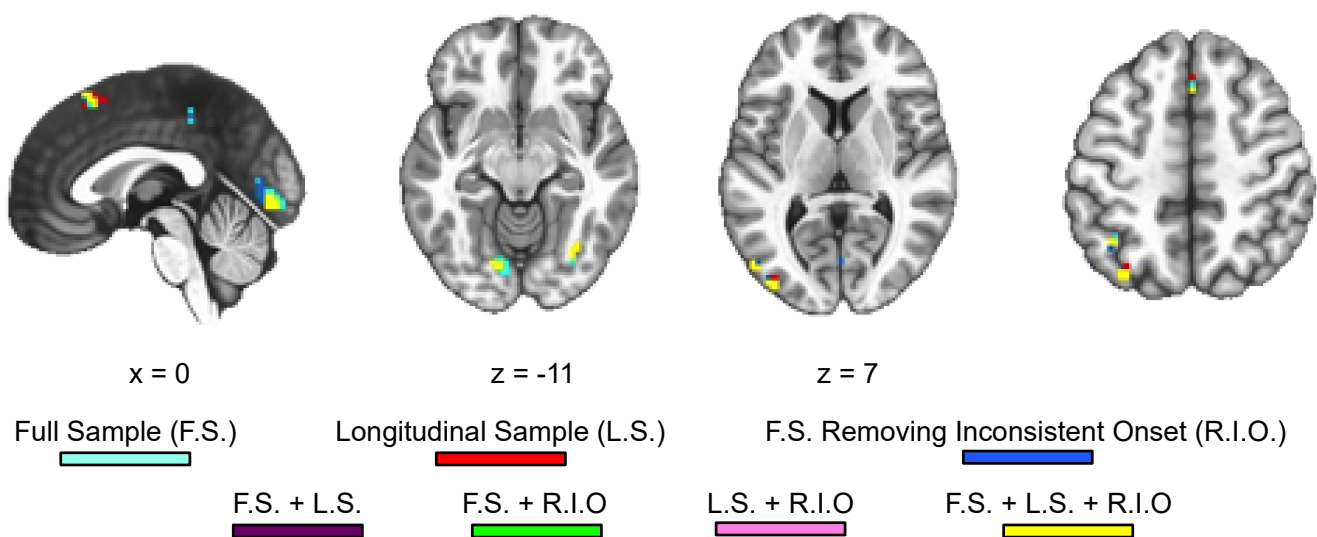 x = 0 z = -11 z = 7
Full Sample (F.S.) Longitudinal Sample (L.S.) F.S. Removing Inconsistent Onset (R.I.O.)
F.S. + L.S. F.S. + R.I.O L.S. + R.I.O F.S. + L.S. + R.I.O